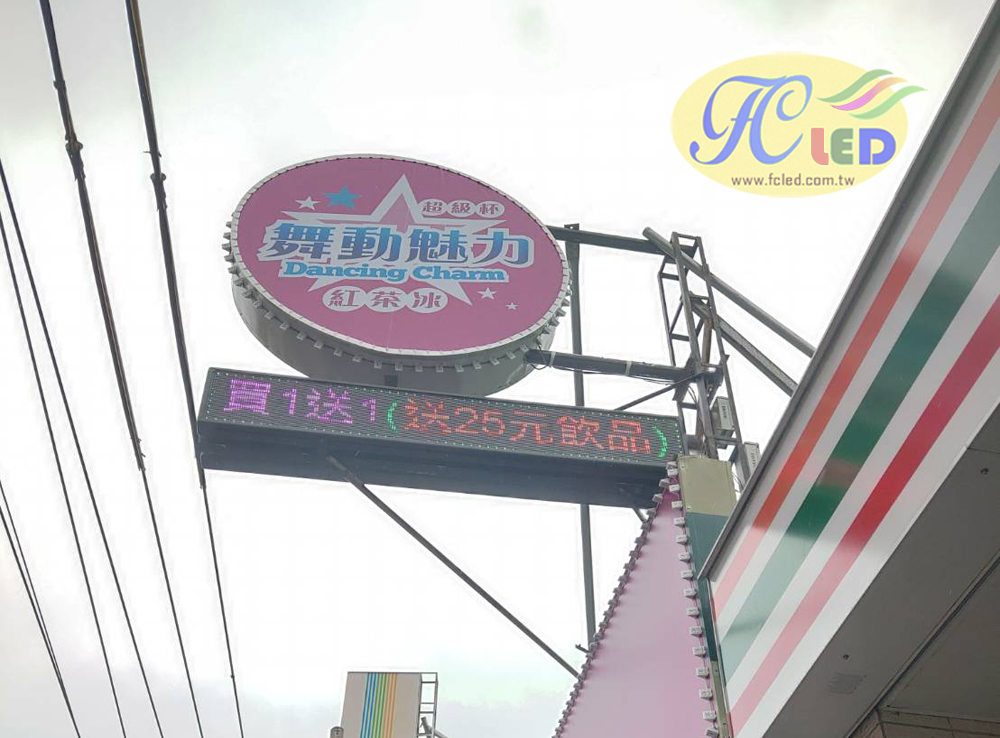 FC LED
www.fcled.com.tw
超級杯
舞動魅力
Dancing Charm
紅茶冰
買1送1(送25元飲品)